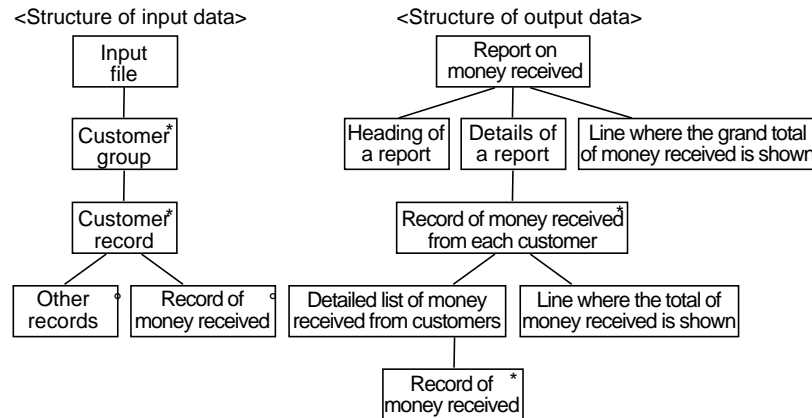 <Structure of input data>
Input
file
Customer*
group
Customer*
record
Other °
records
Record of °
money received
<Structure of output data>
Report on
money received
Heading of
a report
Details of
a report
Line where the grand total
of money received is shown
Record of money received*
from each customer
Detailed list of money
received from customers
Line where the total of
money received is shown
Record of *
money received